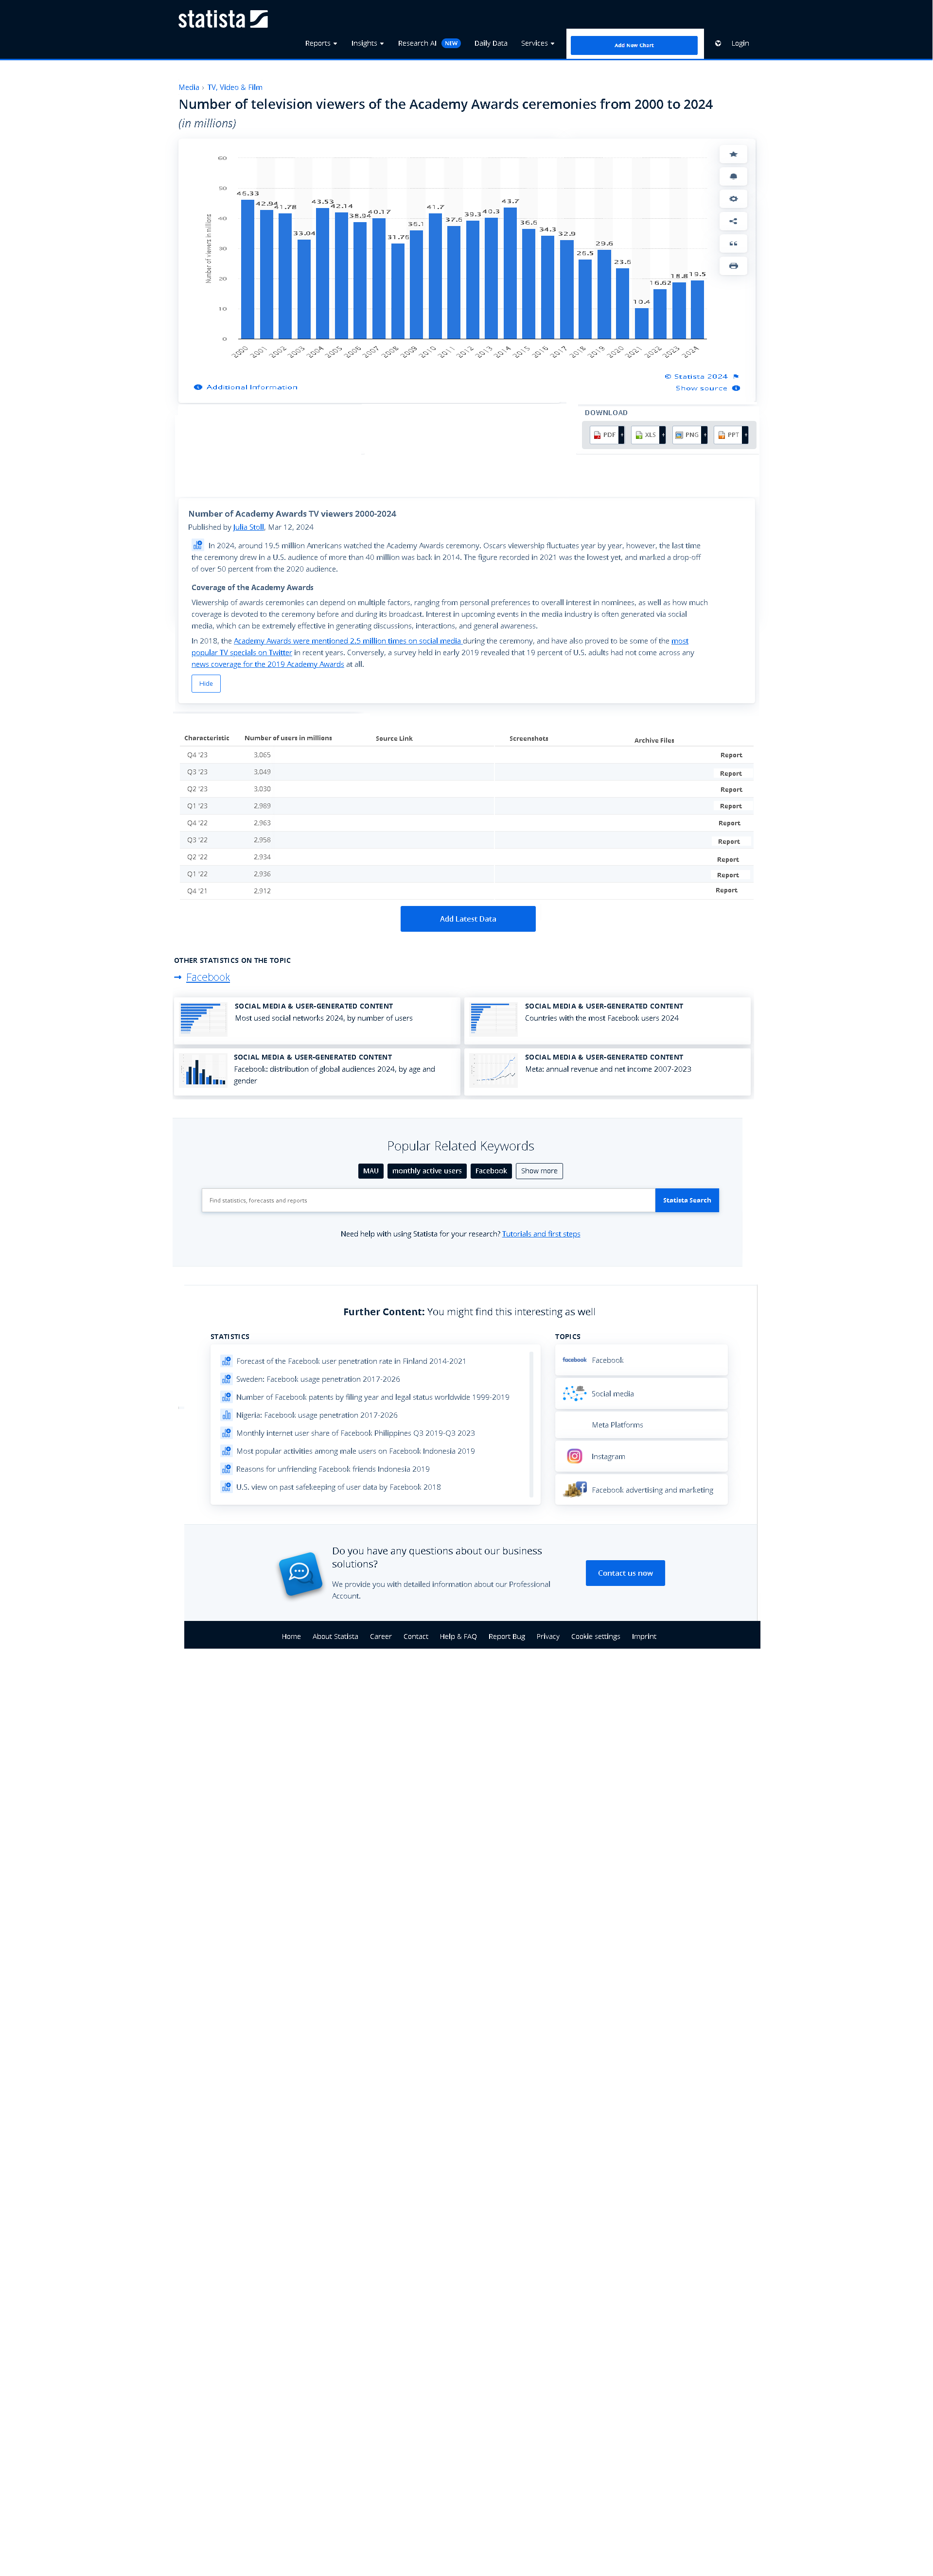 statista
Reports Insights Research AI NEW Daily Data Services Add New Chart Login
Media › TV, Video & Film
Number of television viewers of the Academy Awards ceremonies from 2000 to 2024
(in millions)
Number of viewers in millions
60
50
40
30
20
10
0
46.33 42.94 41.78 33.04 43.53 42.14 38.94 40.17 31.76 36.1 41.7 37.6 39.3 40.3 43.7 36.6 34.3 32.9 26.5 29.6 23.6 10.4 16.62 18.8 19.5
2000 2001 2002 2003 2004 2005 2006 2007 2008 2009 2010 2011 2012 2013 2014 2015 2016 2017 2018 2019 2020 2021 2022 2023 2024
© Statista 2024
Additional Information Show source
DOWNLOAD
PDF XLS PNG PPT
Number of Academy Awards TV viewers 2000-2024
Published by Julia Stoll, Mar 12, 2024
In 2024, around 19.5 million Americans watched the Academy Awards ceremony. Oscars viewership fluctuates year by year, however, the last time
the ceremony drew in a U.S. audience of more than 40 million was back in 2014. The figure recorded in 2021 was the lowest yet, and marked a drop-off
of over 50 percent from the 2020 audience.
Coverage of the Academy Awards
Viewership of awards ceremonies can depend on multiple factors, ranging from personal preferences to overall interest in nominees, as well as how much
coverage is devoted to the ceremony before and during its broadcast. Interest in upcoming events in the media industry is often generated via social
media, which can be extremely effective in generating discussions, interactions, and general awareness.
In 2018, the Academy Awards were mentioned 2.5 million times on social media during the ceremony, and have also proved to be some of the most
popular TV specials on Twitter in recent years. Conversely, a survey held in early 2019 revealed that 19 percent of U.S. adults had not come across any
news coverage for the 2019 Academy Awards at all.
Hide
Characteristic Number of users in millions Source Link Screenshots Archive Files
Q4 '23 3,065 Report
Q3 '23 3,049 Report
Q2 '23 3,030 Report
Q1 '23 2,989 Report
Q4 '22 2,963 Report
Q3 '22 2,958 Report
Q2 '22 2,934 Report
Q1 '22 2,936 Report
Q4 '21 2,912 Report
Add Latest Data
OTHER STATISTICS ON THE TOPIC
Facebook
SOCIAL MEDIA & USER-GENERATED CONTENT
Most used social networks 2024, by number of users
SOCIAL MEDIA & USER-GENERATED CONTENT
Countries with the most Facebook users 2024
SOCIAL MEDIA & USER-GENERATED CONTENT
Facebook: distribution of global audiences 2024, by age and
gender
SOCIAL MEDIA & USER-GENERATED CONTENT
Meta: annual revenue and net income 2007-2023
Popular Related Keywords
MAU monthly active users Facebook Show more
Find statistics, forecasts and reports Statista Search
Need help with using Statista for your research? Tutorials and first steps
Further Content: You might find this interesting as well
STATISTICS
Forecast of the Facebook user penetration rate in Finland 2014-2021
Sweden: Facebook usage penetration 2017-2026
Number of Facebook patents by filling year and legal status worldwide 1999-2019
Nigeria: Facebook usage penetration 2017-2026
Monthly internet user share of Facebook Phillippines Q3 2019-Q3 2023
Most popular activities among male users on Facebook Indonesia 2019
Reasons for unfriending Facebook friends Indonesia 2019
U.S. view on past safekeeping of user data by Facebook 2018
TOPICS
facebook Facebook
Social media
Meta Platforms
Instagram
Facebook advertising and marketing
Do you have any questions about our business
solutions?
We provide you with detailed information about our Professional
Account.
Contact us now
Home About Statista Career Contact Help & FAQ Report Bug Privacy Cookie settings Imprint